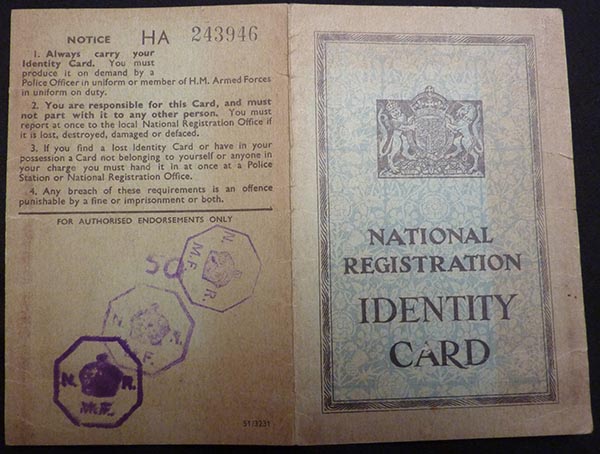 NOTICE HA 243946
1. Always carry your
Identity Card. You must
produce it on demand by a
Police Officer in uniform or member of H.M. Armed Forces
in uniform on duty.
2. You are responsible for this Card, and must
not part with it to any other person. You must
report at once to the local National Registration Office if
it is lost, destroyed, damaged or defaced.
3. If you find a lost Identity Card or have in your
possession a Card not belonging to yourself or anyone in
your charge you must hand it in at once at a Police
Station or National Registration Office.
4. Any breach of these requirements is an offence
punishable by a fine or imprisonment or both.
FOR AUTHORISED ENDORSEMENTS ONLY
N. R.
M.F.
50
N. R.
F.
N. R.
51/3231
NATIONAL
REGISTRATION
IDENTITY
CARD